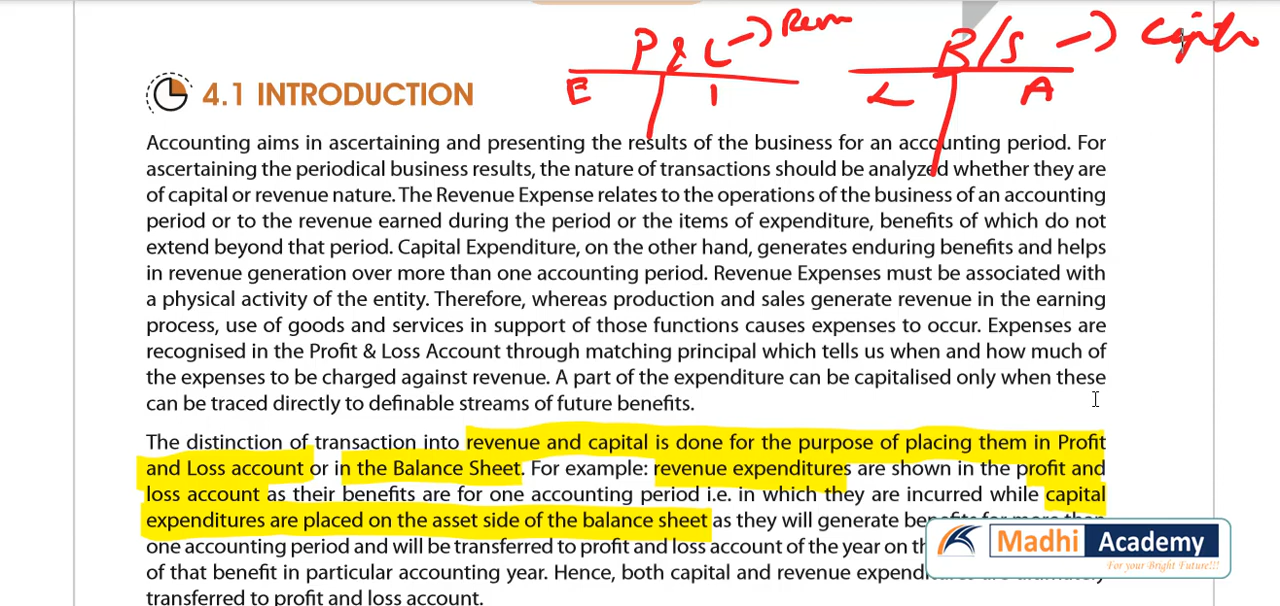 P & L -> Reve
B/S -> Capita
E I
L A
4.1 INTRODUCTION
Accounting aims in ascertaining and presenting the results of the business for an accounting period. For
ascertaining the periodical business results, the nature of transactions should be analyzed whether they are
of capital or revenue nature. The Revenue Expense relates to the operations of the business of an accounting
period or to the revenue earned during the period or the items of expenditure, benefits of which do not
extend beyond that period. Capital Expenditure, on the other hand, generates enduring benefits and helps
in revenue generation over more than one accounting period. Revenue Expenses must be associated with
a physical activity of the entity. Therefore, whereas production and sales generate revenue in the earning
process, use of goods and services in support of those functions causes expenses to occur. Expenses are
recognised in the Profit & Loss Account through matching principal which tells us when and how much of
the expenses to be charged against revenue. A part of the expenditure can be capitalised only when these
can be traced directly to definable streams of future benefits.
The distinction of transaction into revenue and capital is done for the purpose of placing them in Profit
and Loss account or in the Balance Sheet. For example: revenue expenditures are shown in the profit and
loss account as their benefits are for one accounting period i.e. in which they are incurred while capital
expenditures are placed on the asset side of the balance sheet as they will generate benefits for more than
one accounting period and will be transferred to profit and loss account of the year on th
of that benefit in particular accounting year. Hence, both capital and revenue expend
transferred to profit and loss account.
Madhi Academy
For your Bright Future!!!